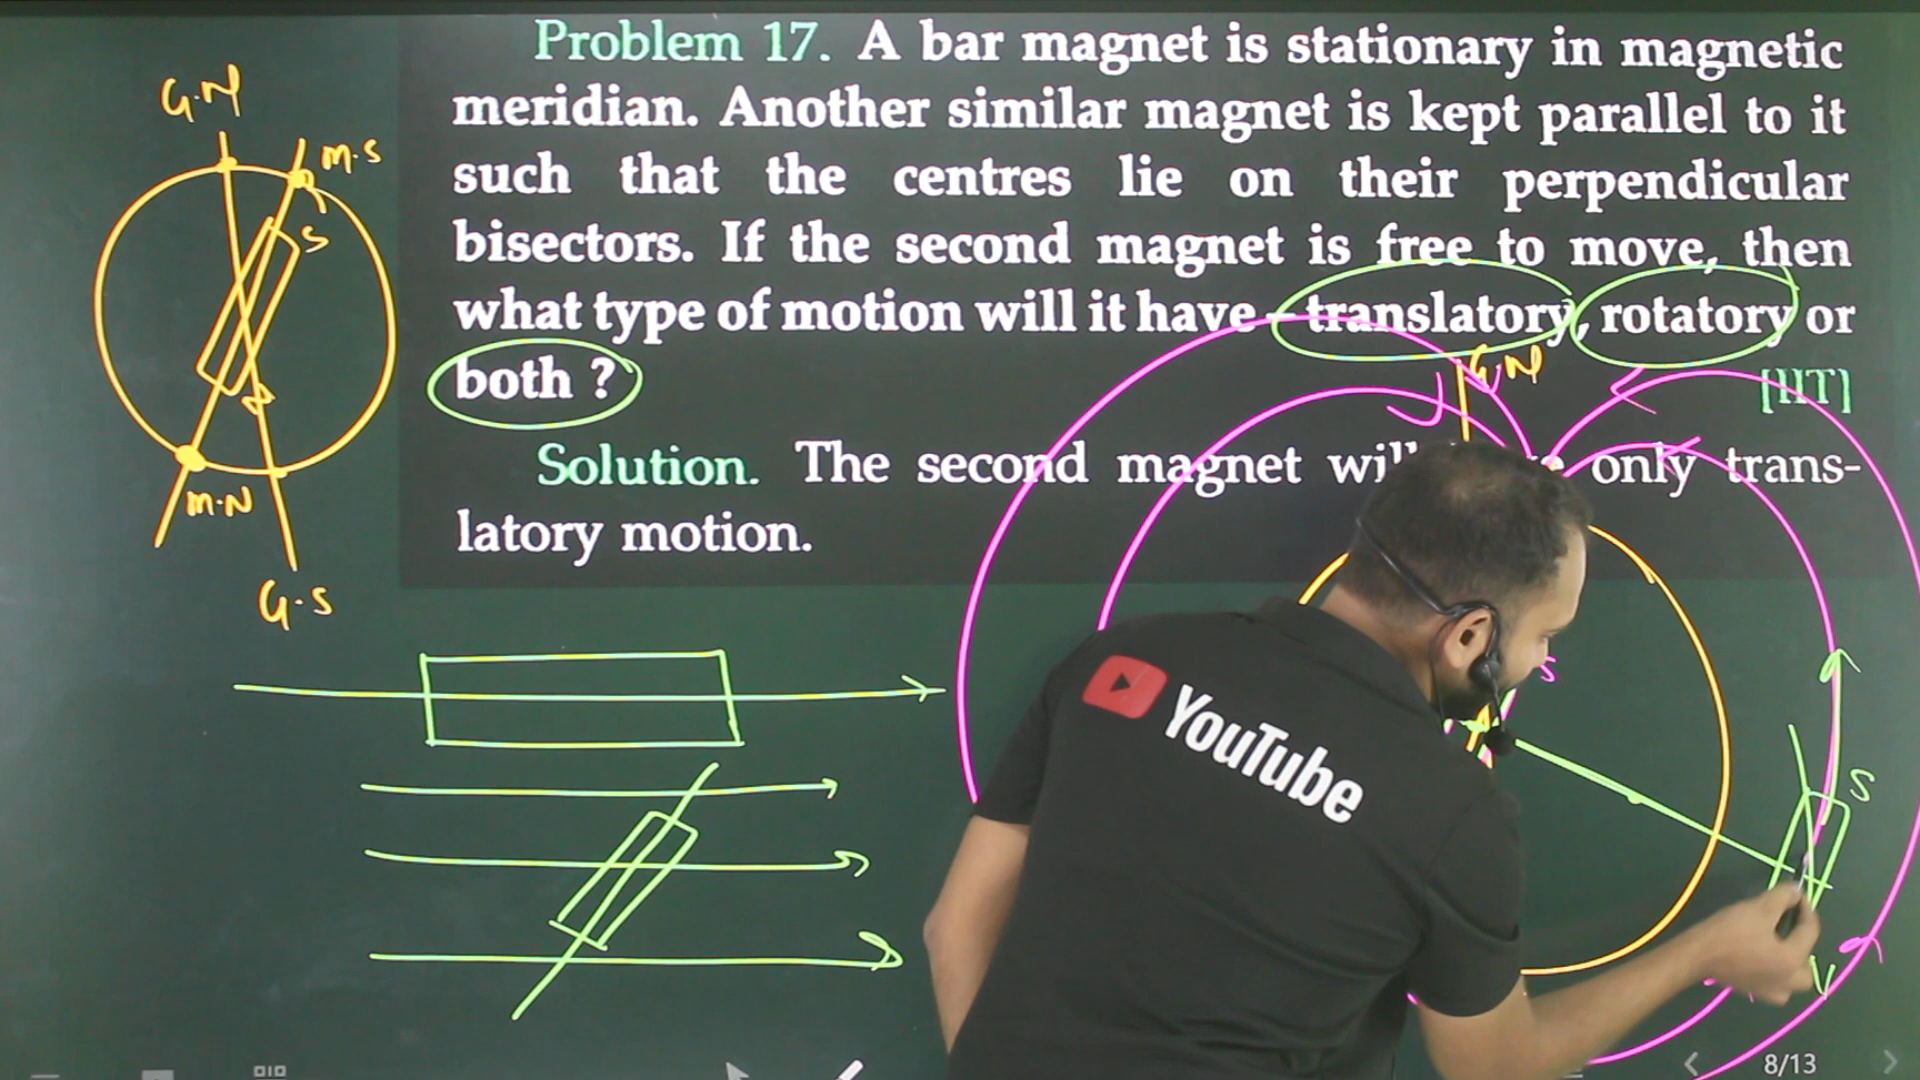 Problem 17. A bar magnet is stationary in magnetic
meridian. Another similar magnet is kept parallel to it
such that the centres lie on their perpendicular
bisectors. If the second magnet is free to move, then
what type of motion will it have – translatory, rotatory or
both ?
[IIT]
Solution. The second magnet will only trans-
latory motion.
G.N
M.S
S
N
M.N
G.S
G.N
S
S
YouTube
8/13